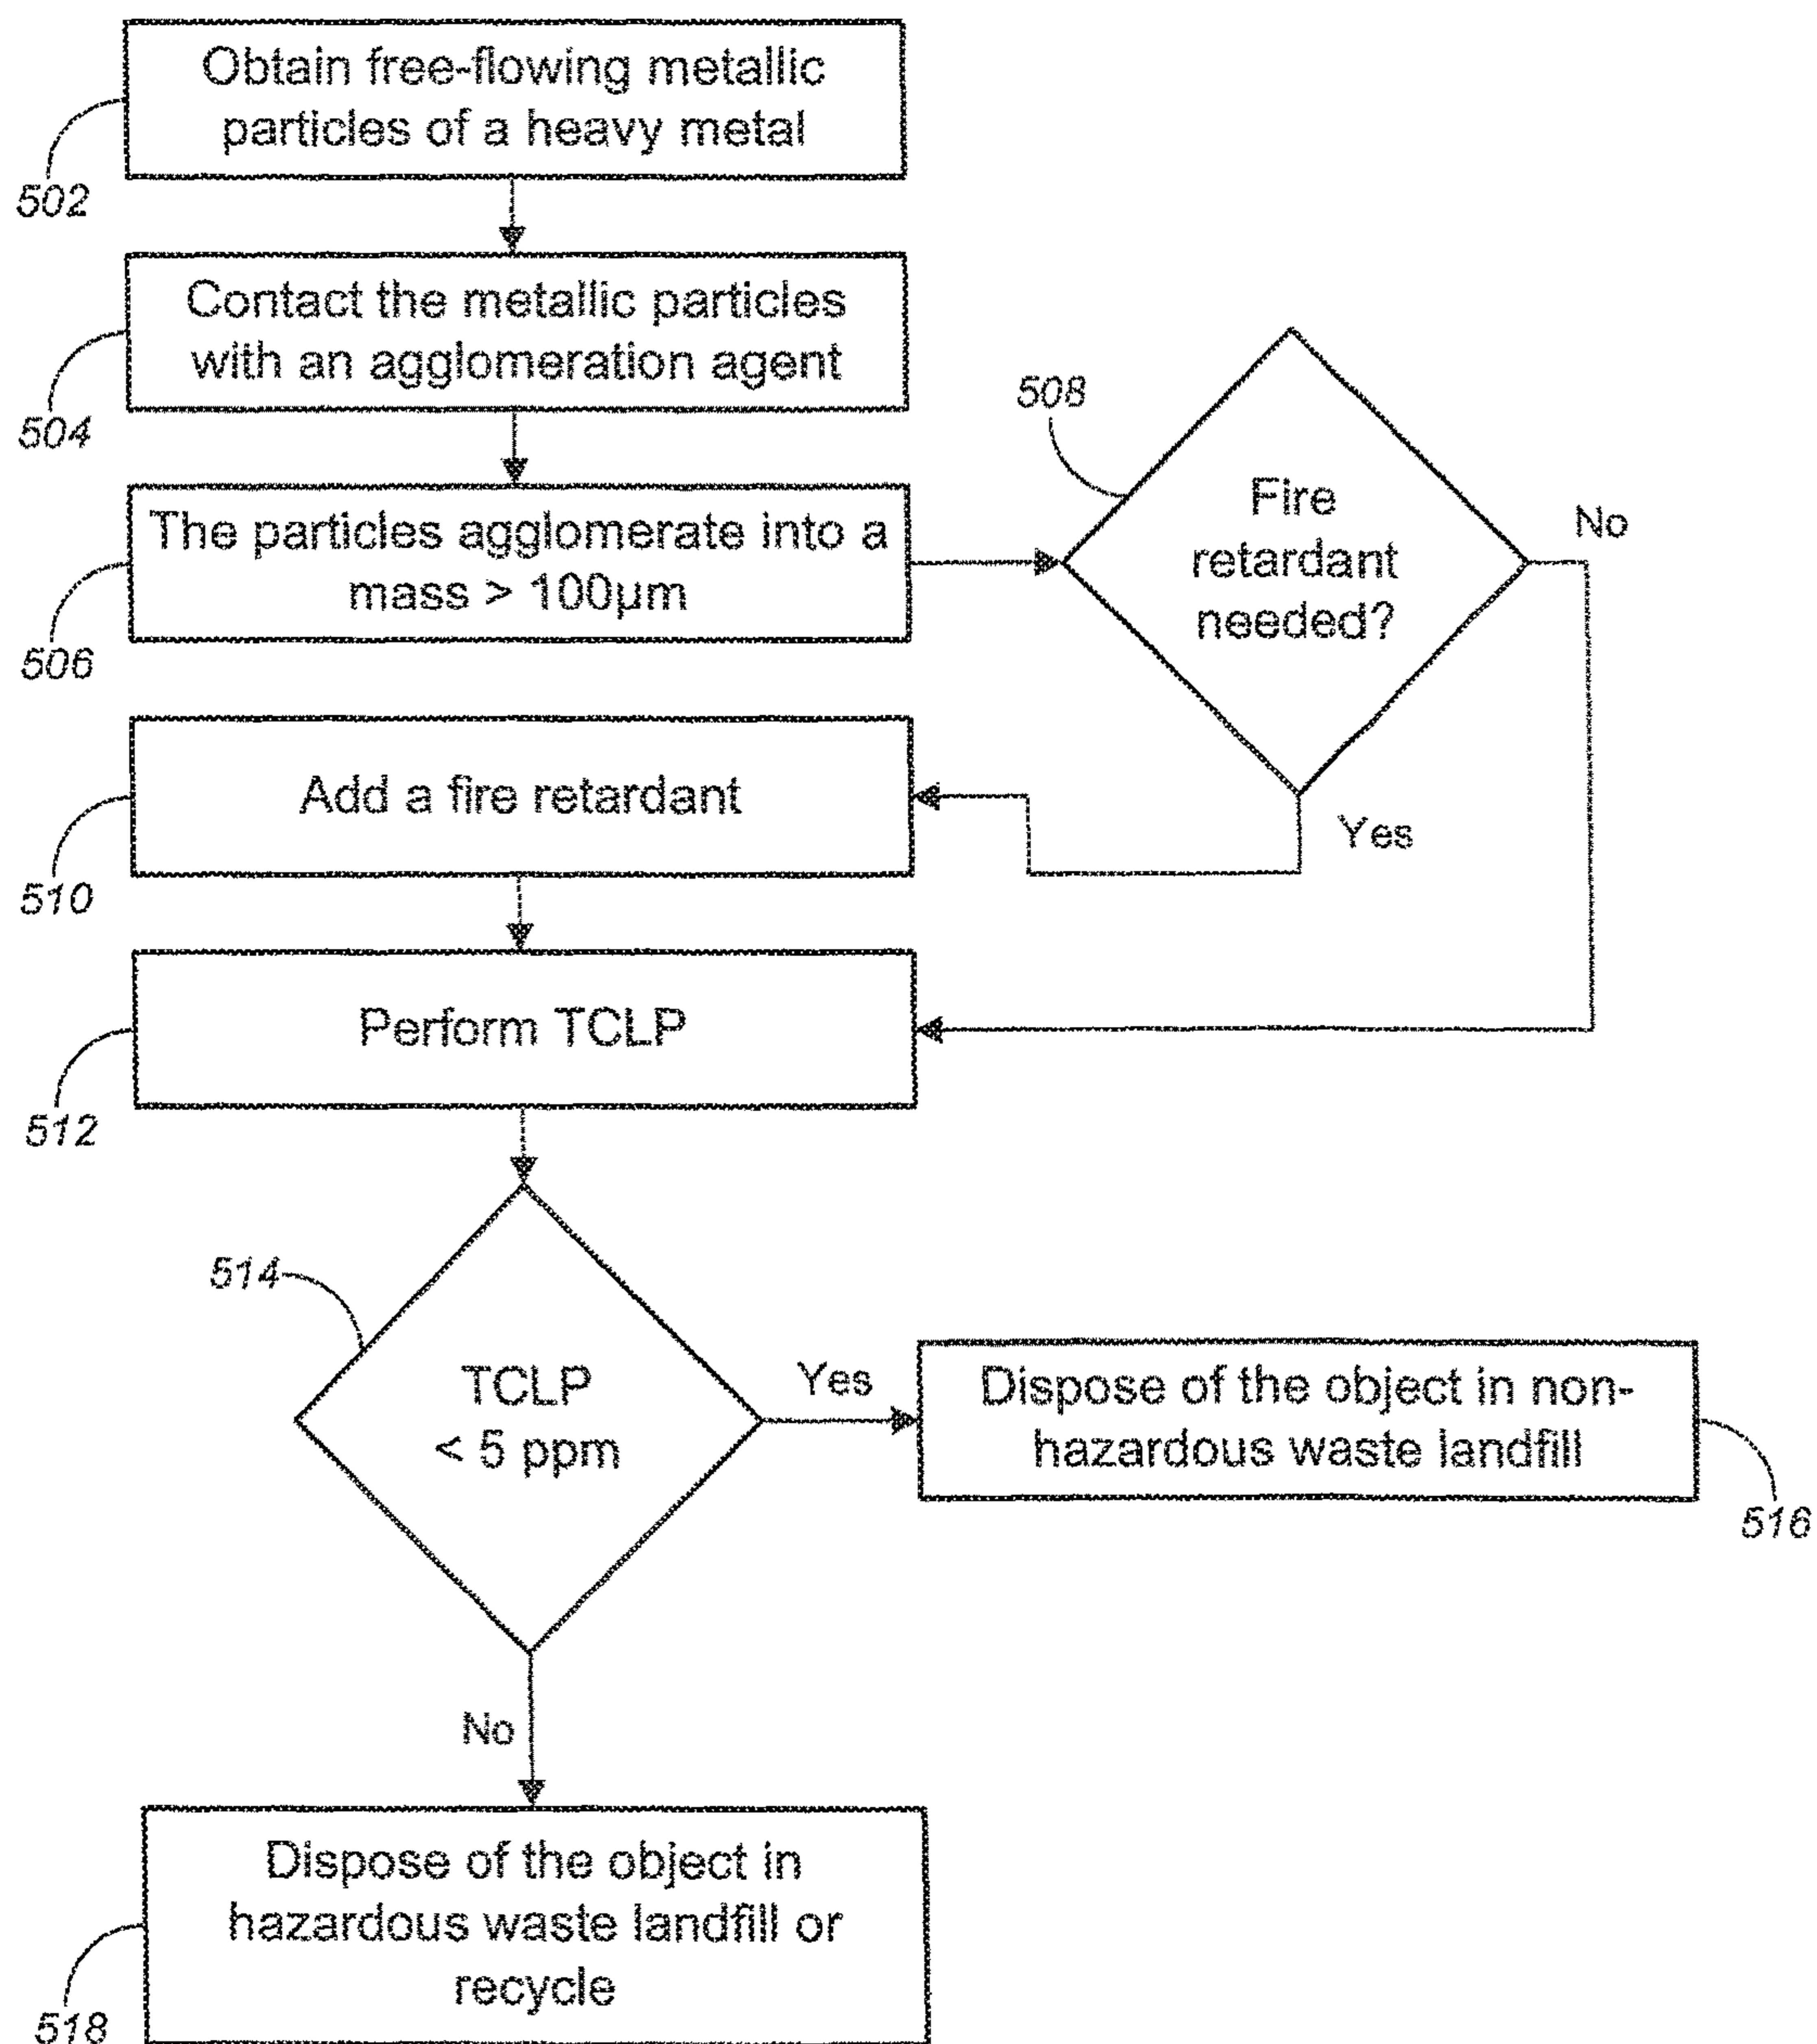 Obtain free-flowing metallic
particles of a heavy metal
502
Contact the metallic particles
with an agglomeration agent
504
The particles agglomerate into a
mass > 100µm
506
508
Fire
retardant
needed?
No
Yes
Add a fire retardant
510
Perform TCLP
512
514
TCLP
< 5 ppm
Yes
Dispose of the object in non-
hazardous waste landfill
516
No
Dispose of the object in
hazardous waste landfill or
recycle
518